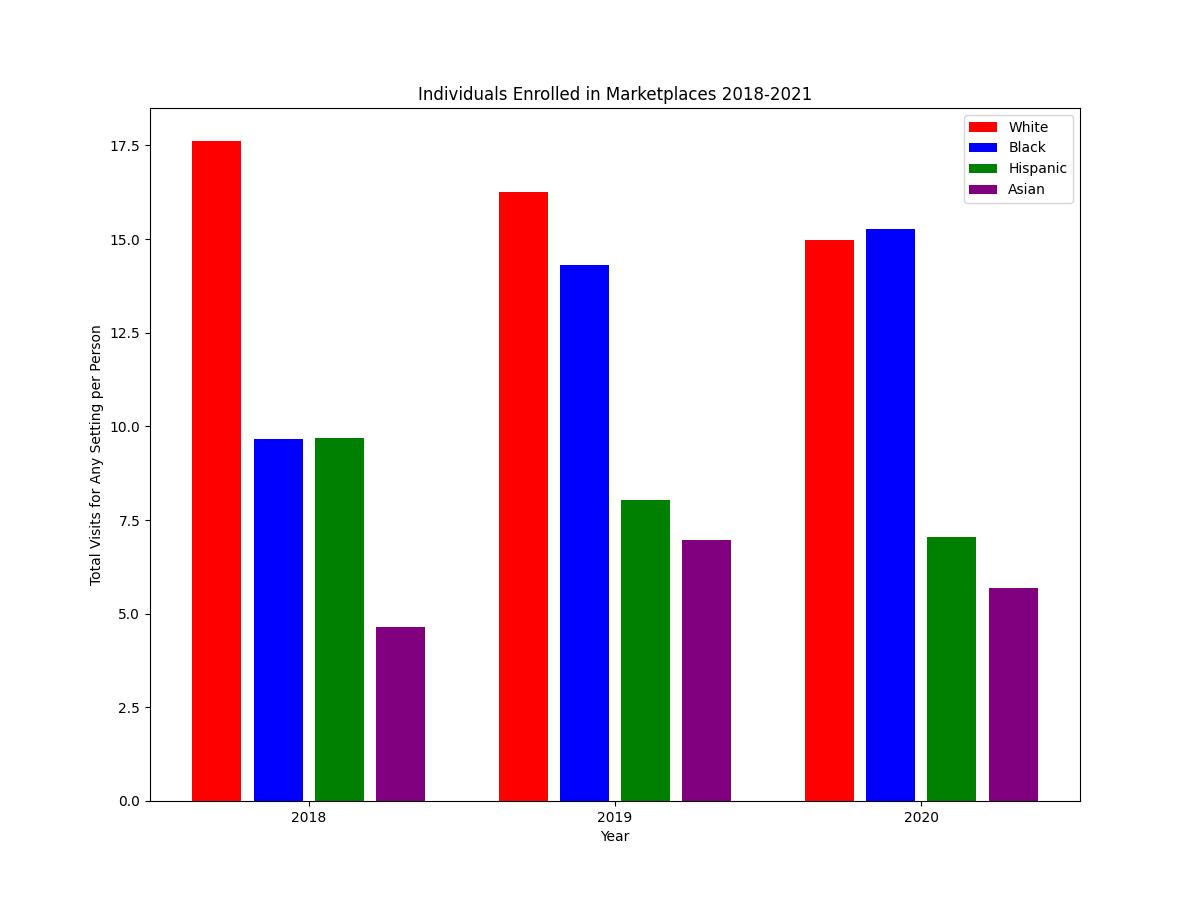 Individuals Enrolled in Marketplaces 2018-2021
White
Black
Hispanic
Asian
17.5
15.0
12.5
10.0
7.5
5.0
2.5
0.0
Total Visits for Any Setting per Person
2018
2019
2020
Year